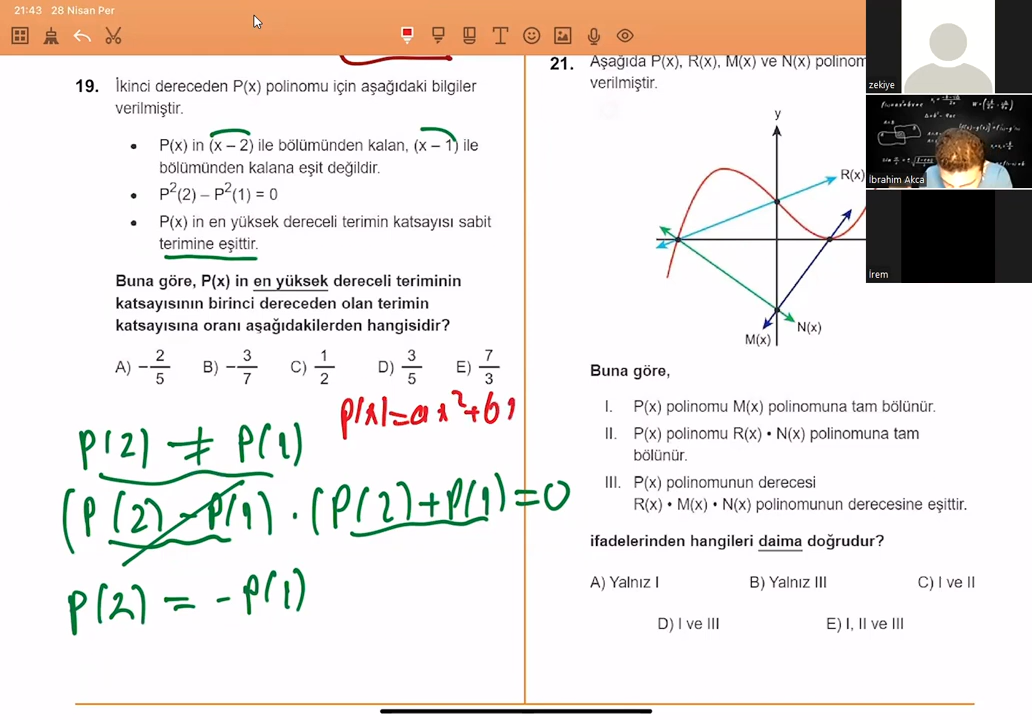 21:43 28 Nisan Per
zekiye
İbrahim Akca
İrem
19. İkinci dereceden P(x) polinomu için aşağıdaki bilgiler
verilmiştir.
• P(x) in (x – 2) ile bölümünden kalan, (x – 1) ile
bölümünden kalana eşit değildir.
• P²(2) – P²(1) = 0
• P(x) in en yüksek dereceli terimin katsayısı sabit
terimine eşittir.
Buna göre, P(x) in en yüksek dereceli teriminin
katsayısının birinci dereceden olan terimin
katsayısına oranı aşağıdakilerden hangisidir?
A) –2/5 B) –3/7 C) 1/2 D) 3/5 E) 7/3
P(x)=ax²+b
P(2) ≠ P(1)
(P(2)-P(1)).(P(2)+P(1)=0
P(2) = -P(1)
21. Aşağıda P(x), R(x), M(x) ve N(x) polinom
verilmiştir.
y
R(x)
N(x)
M(x)
Buna göre,
I. P(x) polinomu M(x) polinomuna tam bölünür.
II. P(x) polinomu R(x) • N(x) polinomuna tam
bölünür.
III. P(x) polinomunun derecesi
R(x) • M(x) • N(x) polinomunun derecesine eşittir.
ifadelerinden hangileri daima doğrudur?
A) Yalnız I B) Yalnız III C) I ve II
D) I ve III E) I, II ve III